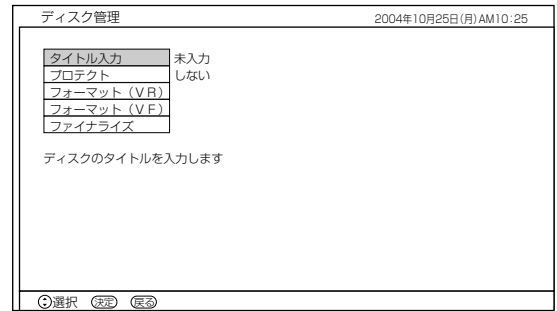 ディスク管理 2004年10月25日(月)AM10:25
タイトル入力 未入力
プロテクト しない
フォーマット（ＶＲ）
フォーマット（ＶＦ）
ファイナライズ
ディスクのタイトルを入力します
選択 決定 戻る